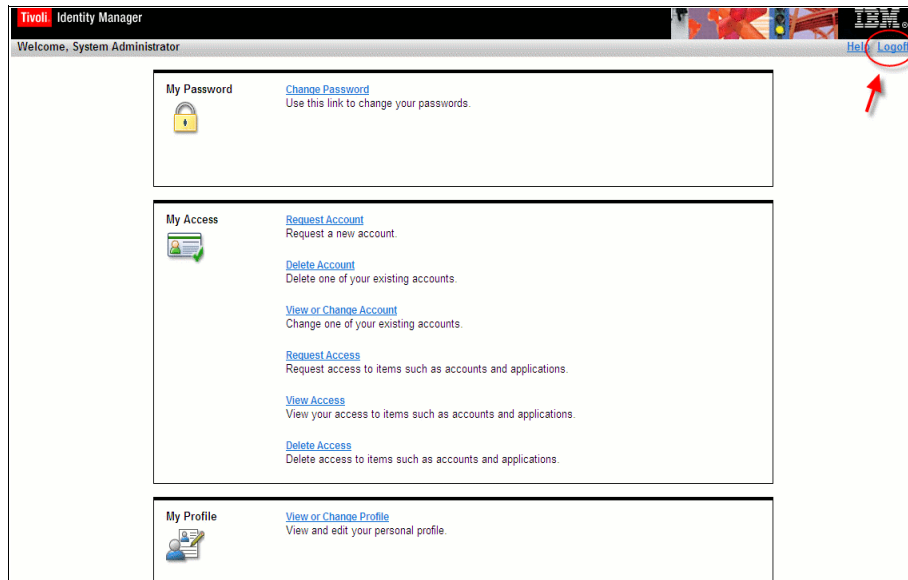 Tivoli. Identity Manager
IBM®
Welcome, System Administrator
Help Logoff
My Password
Change Password
Use this link to change your passwords.
My Access
Request Account
Request a new account.
Delete Account
Delete one of your existing accounts.
View or Change Account
Change one of your existing accounts.
Request Access
Request access to items such as accounts and applications.
View Access
View your access to items such as accounts and applications.
Delete Access
Delete access to items such as accounts and applications.
My Profile
View or Change Profile
View and edit your personal profile.